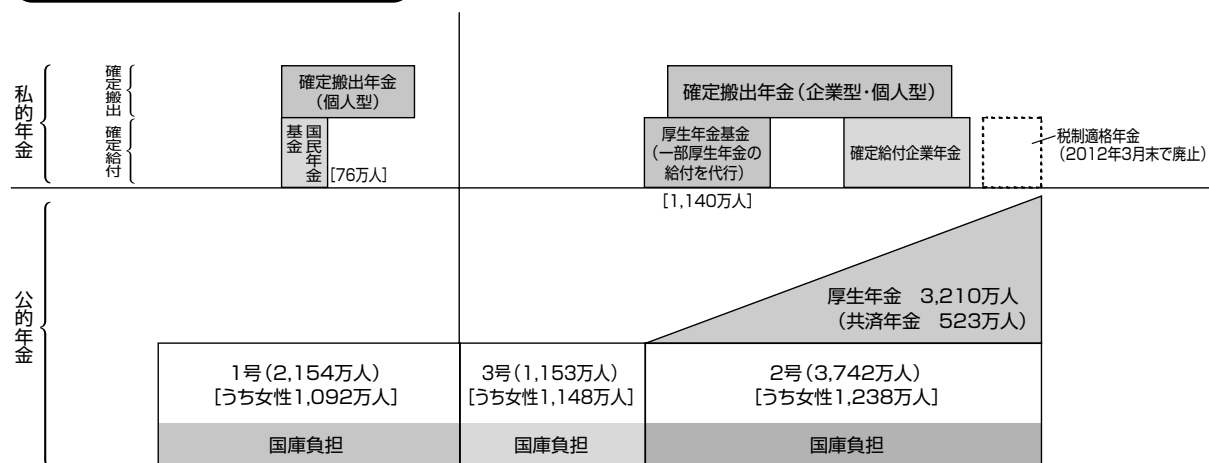 私的年金
確定搬出
確定給付
確定搬出年金
(個人型)
国民年金
基金
[76万人]
確定搬出年金(企業型・個人型)
厚生年金基金
(一部厚生年金の
給付を代行)
[1,140万人]
確定給付企業年金
税制適格年金
(2012年3月末で廃止)
公的年金
厚生年金 3,210万人
(共済年金 523万人)
1号(2,154万人)
[うち女性1,092万人]
3号(1,153万人)
[うち女性1,148万人]
2号(3,742万人)
[うち女性1,238万人]
国庫負担
国庫負担
国庫負担